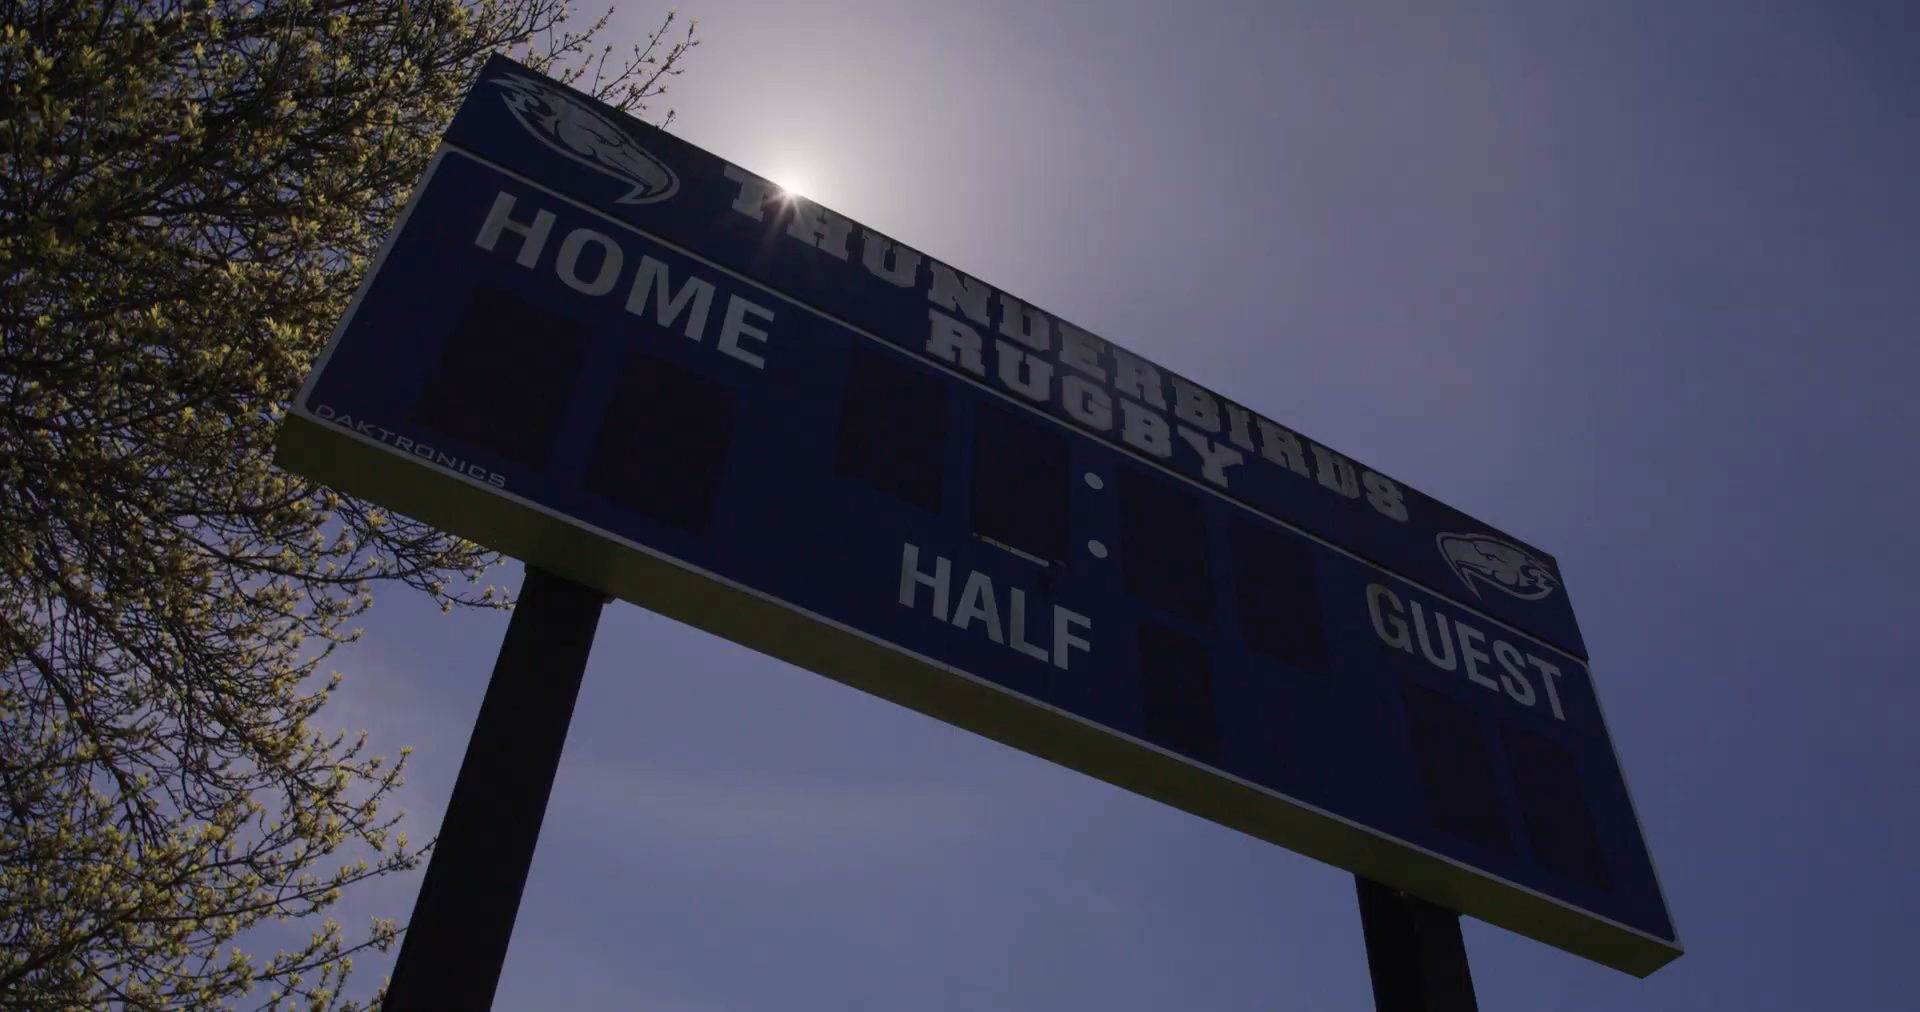 THUNDERBIRDS
RUGBY
HOME
:
HALF
GUEST
DAKTRONICS